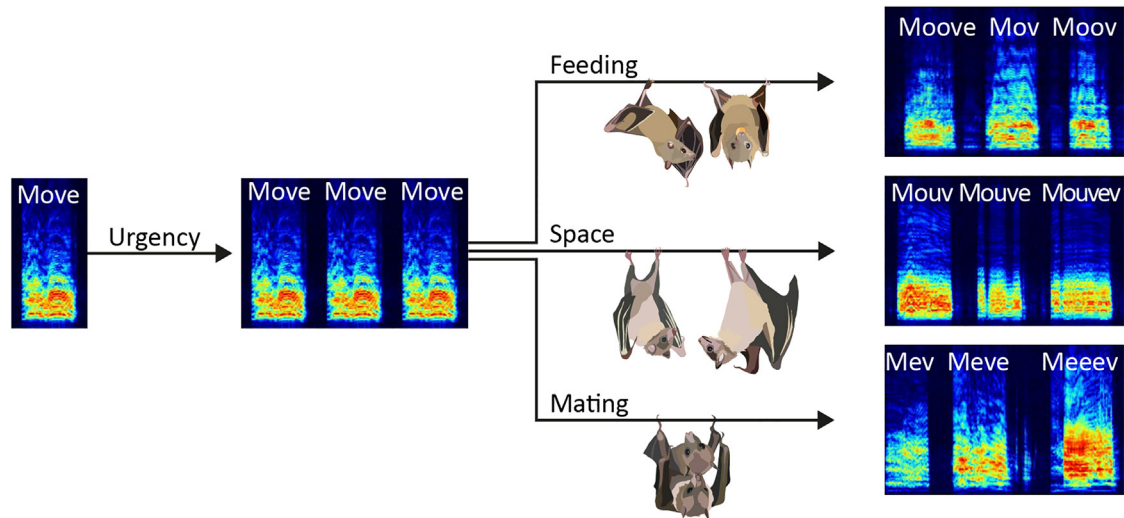 Move
Urgency
Move Move Move
Feeding
Moove Mov Moov
Space
Mouv Mouve Mouvev
Mating
Mev Meve Meeev